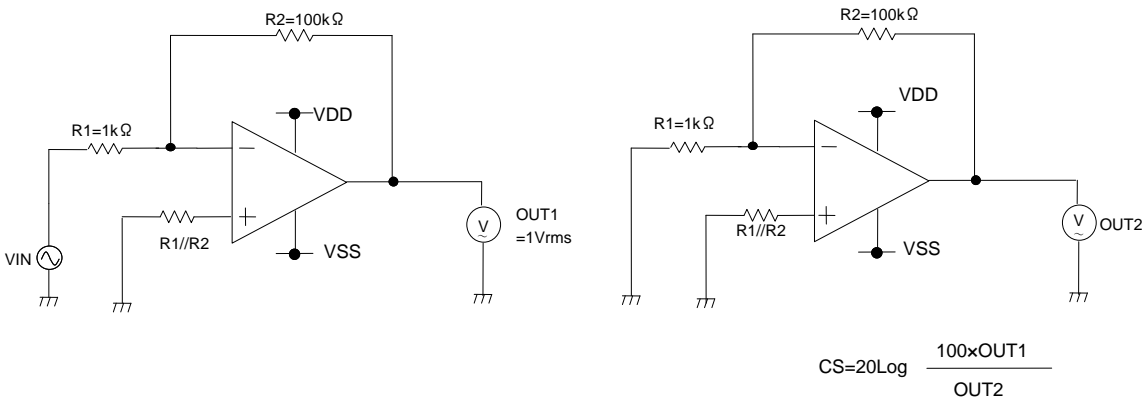 R2=100kΩ
VDD
R1=1kΩ
−
+
R1//R2
VSS
VIN
V
OUT1
=1Vrms
R2=100kΩ
VDD
R1=1kΩ
−
+
R1//R2
VSS
V
OUT2
CS=20Log 100×OUT1
OUT2